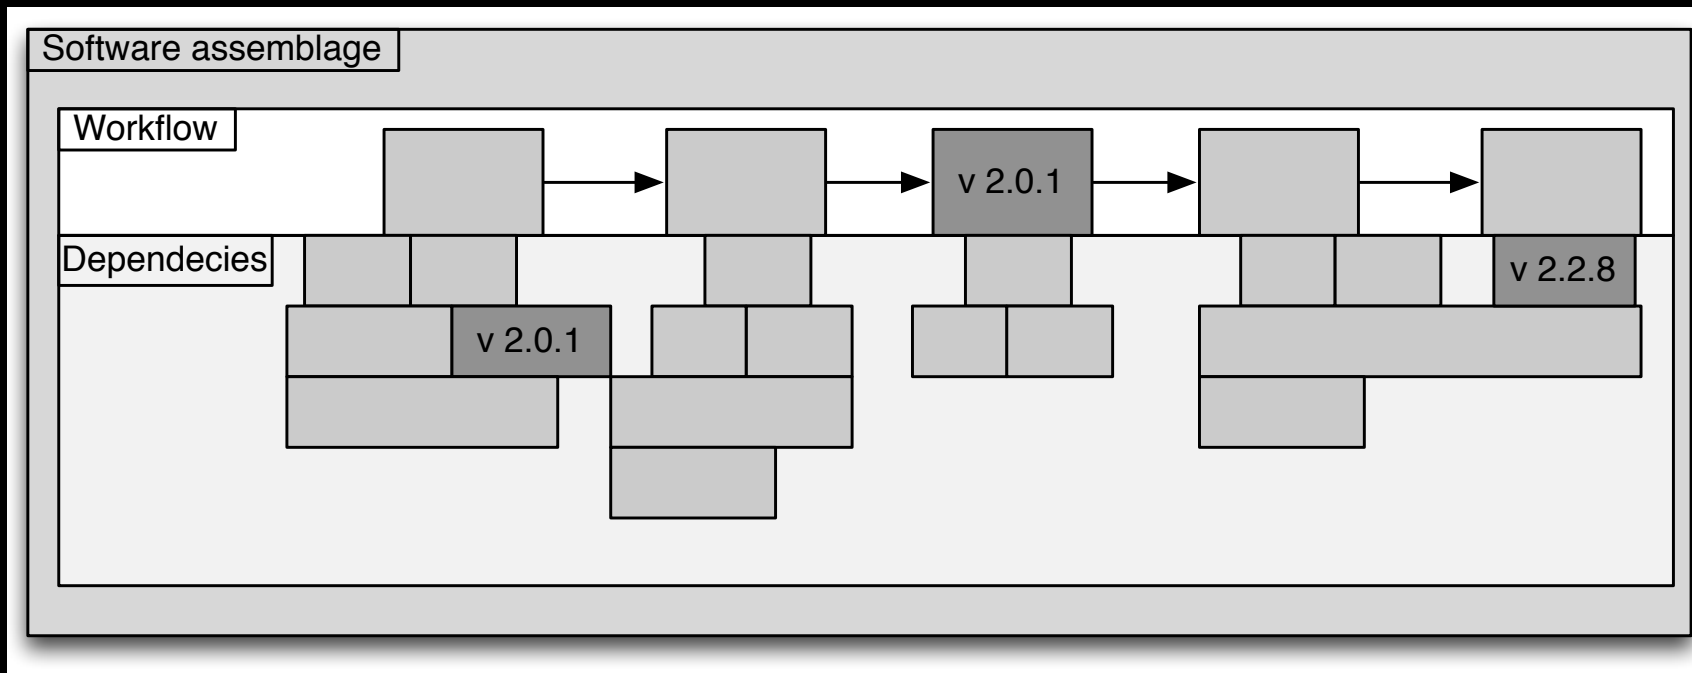 Software assemblage
Workflow
v 2.0.1
Dependecies
v 2.2.8
v 2.0.1